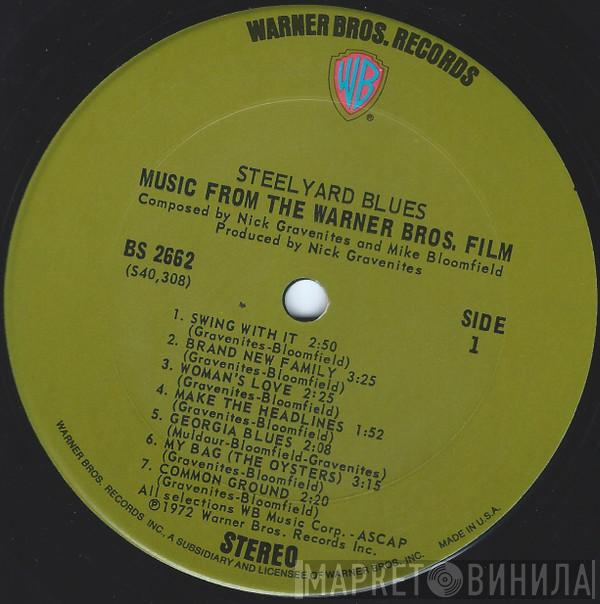 WARNER BROS. RECORDS
WB
®
STEELYARD BLUES
MUSIC FROM THE WARNER BROS. FILM
Composed by Nick Gravenites and Mike Bloomfield
Produced by Nick Gravenites
BS 2662
(S40,308)
SIDE
1
1. SWING WITH IT 2:50
(Gravenites-Bloomfield)
2. BRAND NEW FAMILY 3:25
(Gravenites-Bloomfield)
3. WOMAN'S LOVE 2:25
(Gravenites-Bloomfield)
4. MAKE THE HEADLINES 1:52
(Gravenites-Bloomfield)
5. GEORGIA BLUES 2:08
(Muldaur-Bloomfield-Gravenites)
6. MY BAG (THE OYSTERS) 3:15
(Gravenites-Bloomfield)
7. COMMON GROUND 2:20
(Gravenites-Bloomfield)
All selections WB Music Corp.-ASCAP
℗1972 Warner Bros. Records Inc.
STEREO
WARNER BROS. RECORDS INC., A SUBSIDIARY AND LICENSEE OF WARNER BROS. INC. MADE IN U.S.A.
МАРКЕТ ВИНИЛА